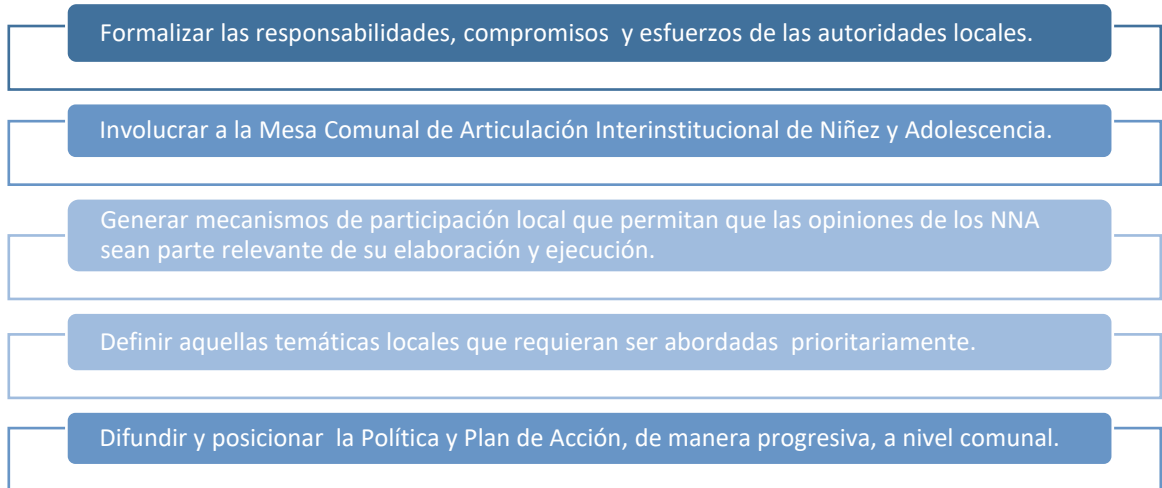 Formalizar las responsabilidades, compromisos  y esfuerzos de las autoridades locales.
Involucrar a la Mesa Comunal de Articulación Interinstitucional de Niñez y Adolescencia.
Generar mecanismos de participación local que permitan que las opiniones de los NNA
sean parte relevante de su elaboración y ejecución.
Definir aquellas temáticas locales que requieran ser abordadas  prioritariamente.
Difundir y posicionar  la Política y Plan de Acción, de manera progresiva, a nivel comunal.